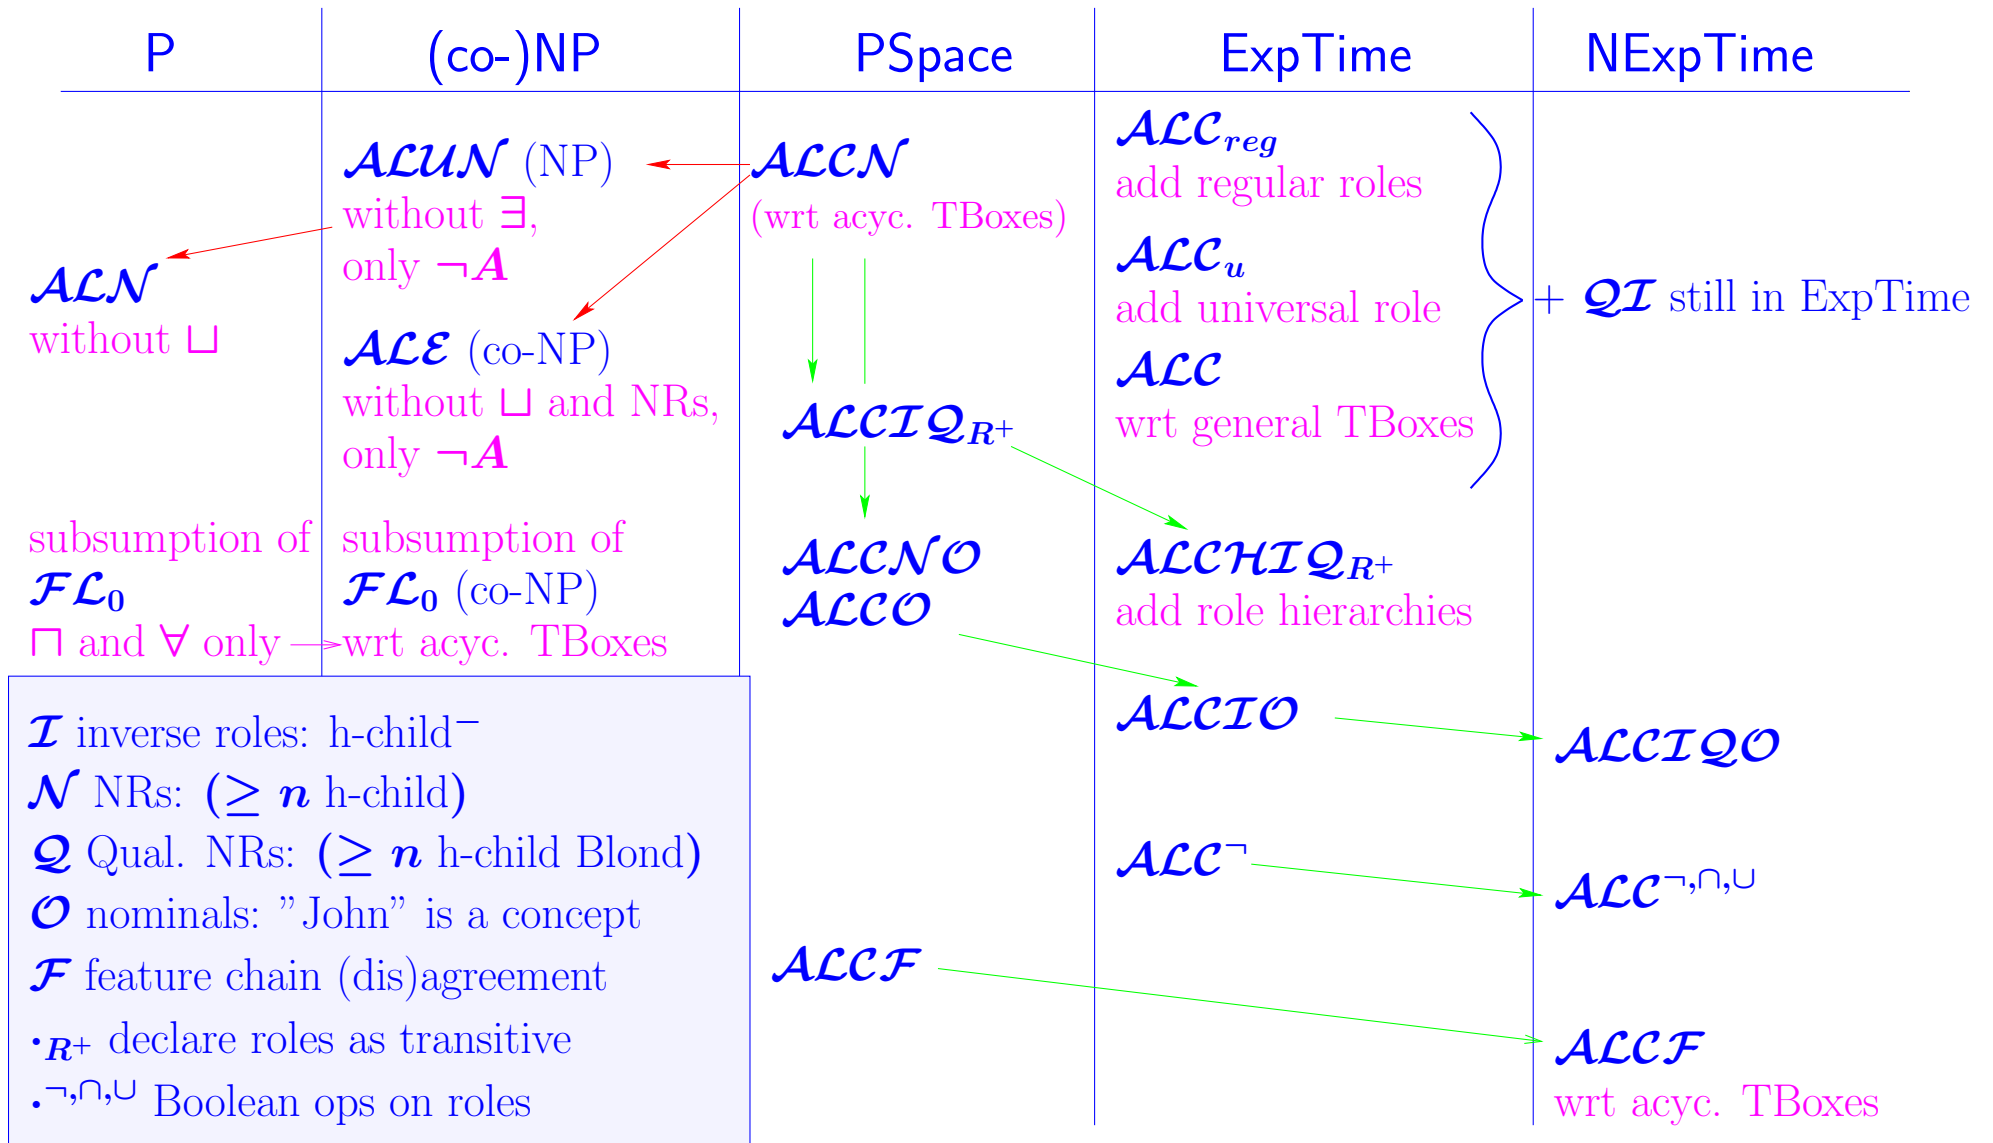 P (co-)NP PSpace ExpTime NExpTime
𝓐𝓛𝓝
without ⊔
subsumption of
𝓕𝓛₀
⊓ and ∀ only
𝓐𝓛𝓤𝓝 (NP)
without ∃,
only ¬A
𝓐𝓛𝓔 (co-NP)
without ⊔ and NRs,
only ¬A
subsumption of
𝓕𝓛₀ (co-NP)
wrt acyc. TBoxes
𝓐𝓛𝓒𝓝
(wrt acyc. TBoxes)
𝓐𝓛𝓒𝓘𝓠_R⁺
𝓐𝓛𝓒𝓝𝓞
𝓐𝓛𝓒𝓞
𝓐𝓛𝓒𝓕
𝓐𝓛𝓒_reg
add regular roles
𝓐𝓛𝓒_u
add universal role
𝓐𝓛𝓒
wrt general TBoxes
+ 𝓠𝓘 still in ExpTime
𝓐𝓛𝓒𝓗𝓘𝓠_R⁺
add role hierarchies
𝓐𝓛𝓒𝓘𝓞
𝓐𝓛𝓒^¬
𝓐𝓛𝓒𝓘𝓠𝓞
𝓐𝓛𝓒^¬,∩,∪
𝓐𝓛𝓒𝓕
wrt acyc. TBoxes
𝓘 inverse roles: h-child⁻
𝓝 NRs: (≥ n h-child)
𝓠 Qual. NRs: (≥ n h-child Blond)
𝓞 nominals: ”John” is a concept
𝓕 feature chain (dis)agreement
·_R⁺ declare roles as transitive
·^¬,∩,∪ Boolean ops on roles